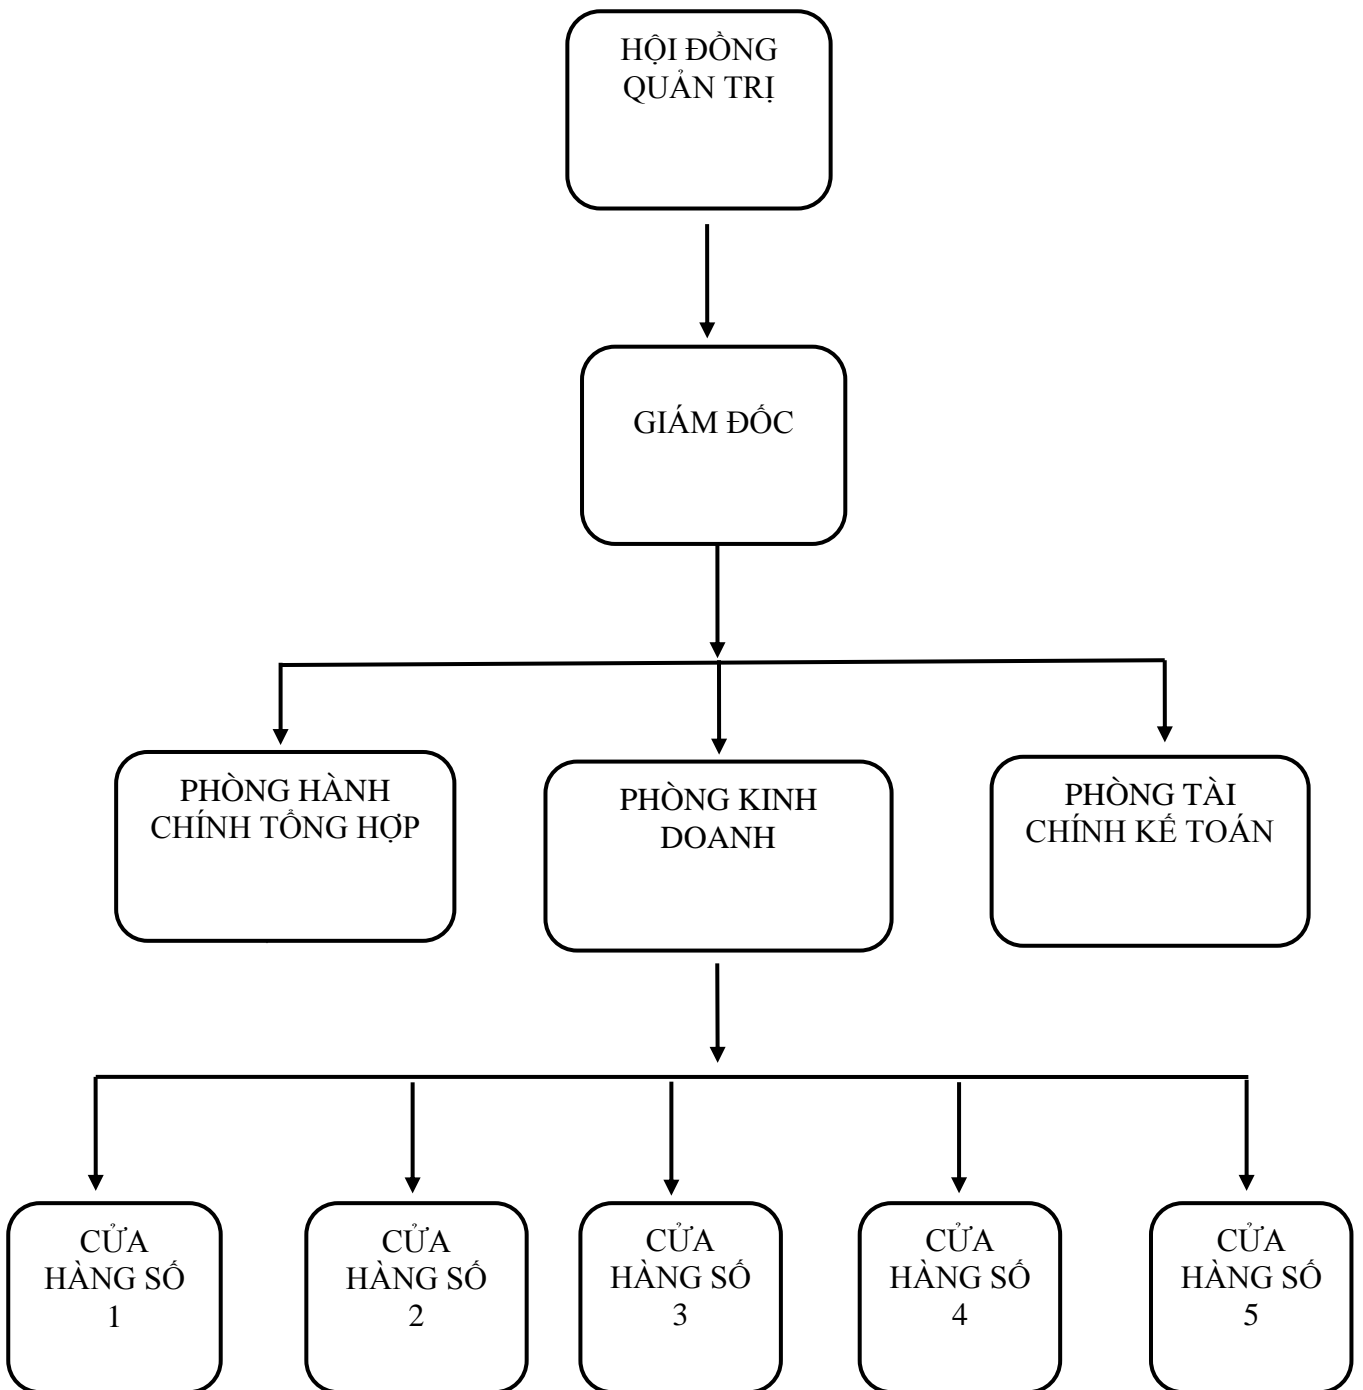 HỘI ĐỒNG
QUẢN TRỊ
GIÁM ĐỐC
PHÒNG HÀNH
CHÍNH TỔNG HỢP
PHÒNG KINH
DOANH
PHÒNG TÀI
CHÍNH KẾ TOÁN
CỬA
HÀNG SỐ
1
CỬA
HÀNG SỐ
2
CỬA
HÀNG SỐ
3
CỬA
HÀNG SỐ
4
CỬA
HÀNG SỐ
5